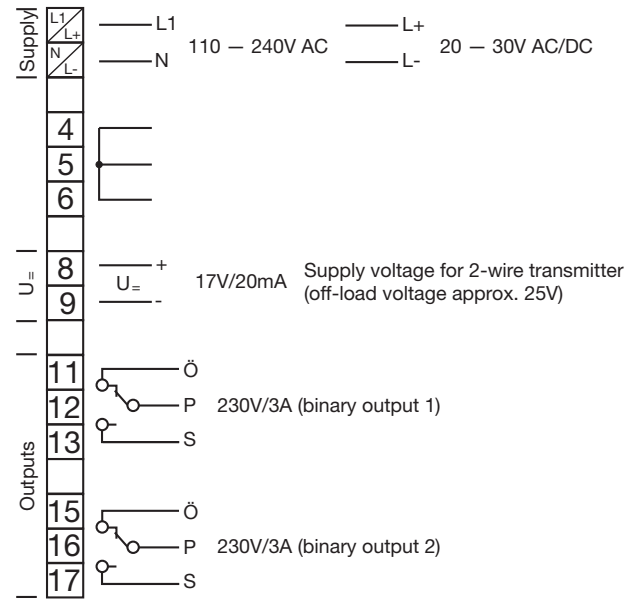 Supply
L1 L+ L1 110 – 240V AC L+ 20 – 30V AC/DC
N L- N L-
4
5
6
U= 8 + U= 17V/20mA Supply voltage for 2-wire transmitter
9 - (off-load voltage approx. 25V)
Outputs
11 Ö
12 P 230V/3A (binary output 1)
13 S
15 Ö
16 P 230V/3A (binary output 2)
17 S